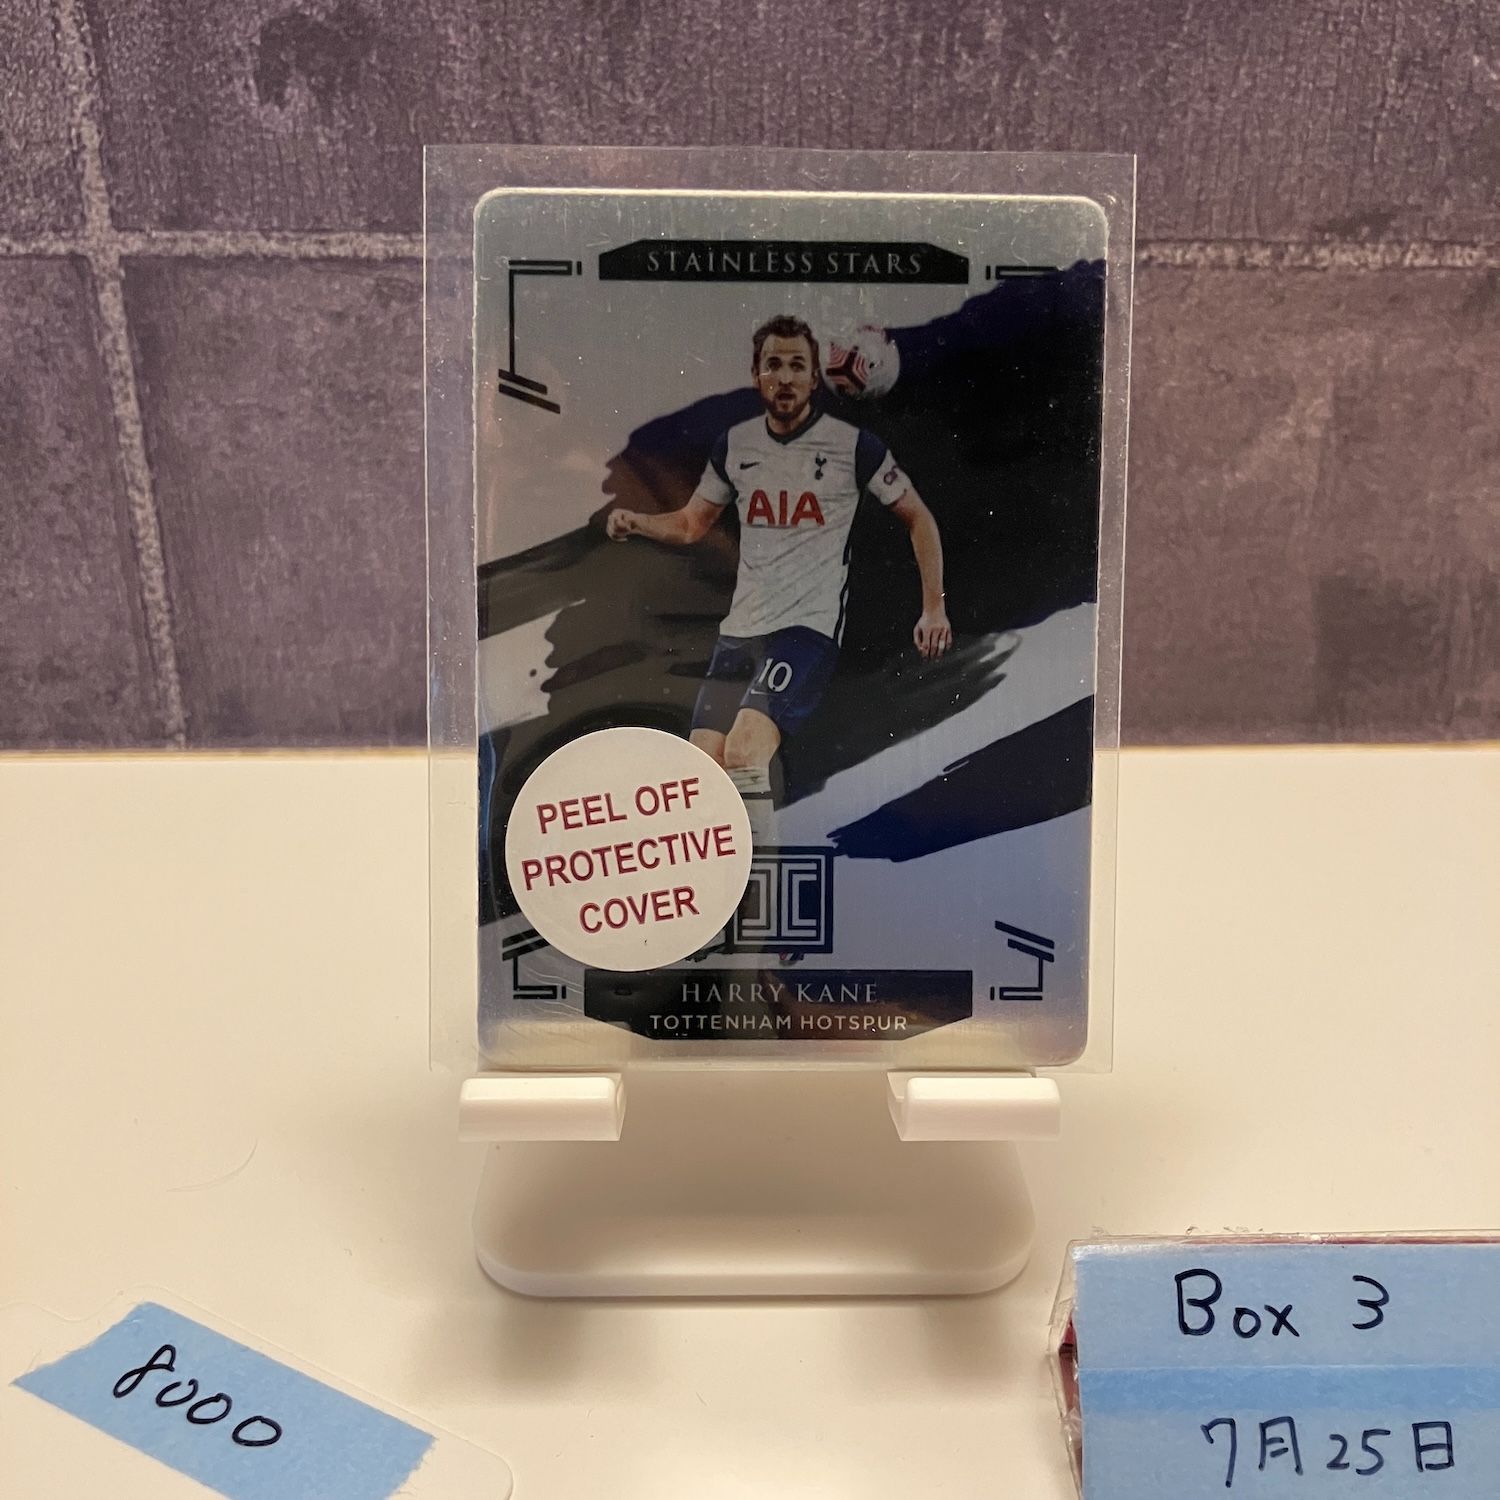 STAINLESS STARS
AIA
10
PEEL OFF
PROTECTIVE
COVER
HARRY KANE
TOTTENHAM HOTSPUR
8000
Box 3
7月25日